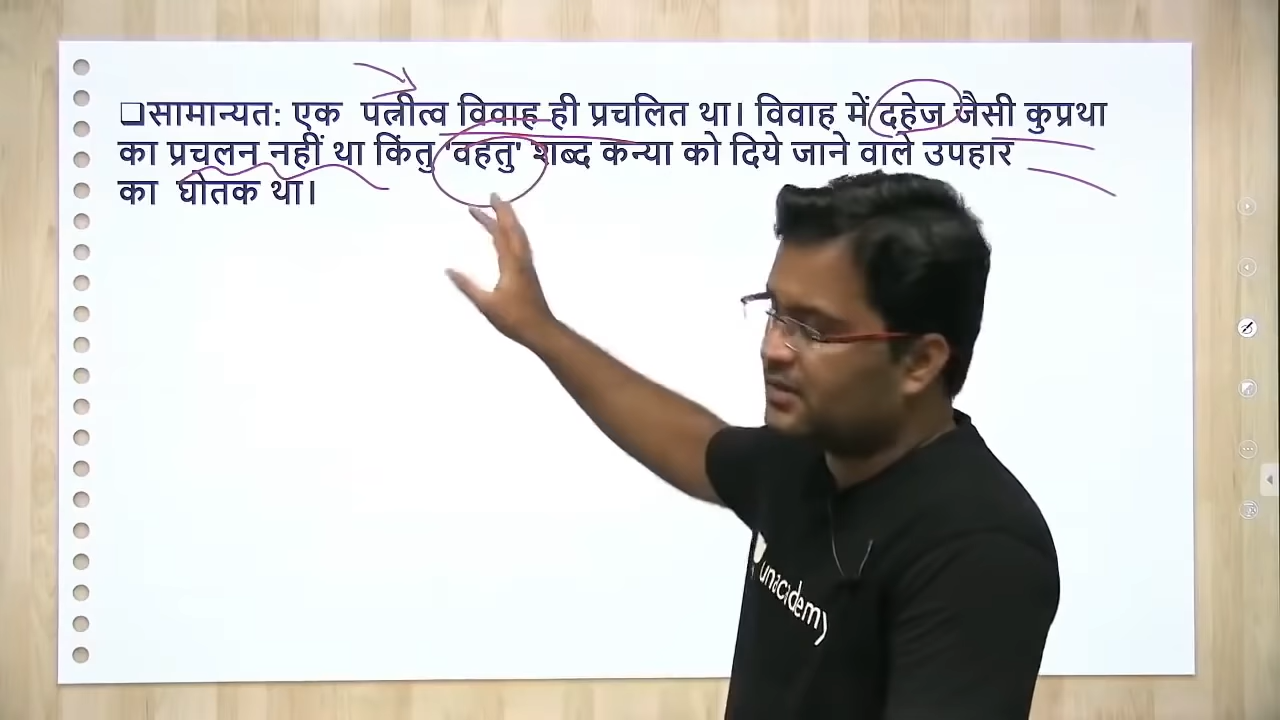 ❑सामान्यत: एक पत्नीत्व विवाह ही प्रचलित था। विवाह में दहेज जैसी कुप्रथा
का प्रचलन नहीं था किंतु 'वहतु' शब्द कन्या को दिये जाने वाले उपहार
का घोतक था।
unacademy